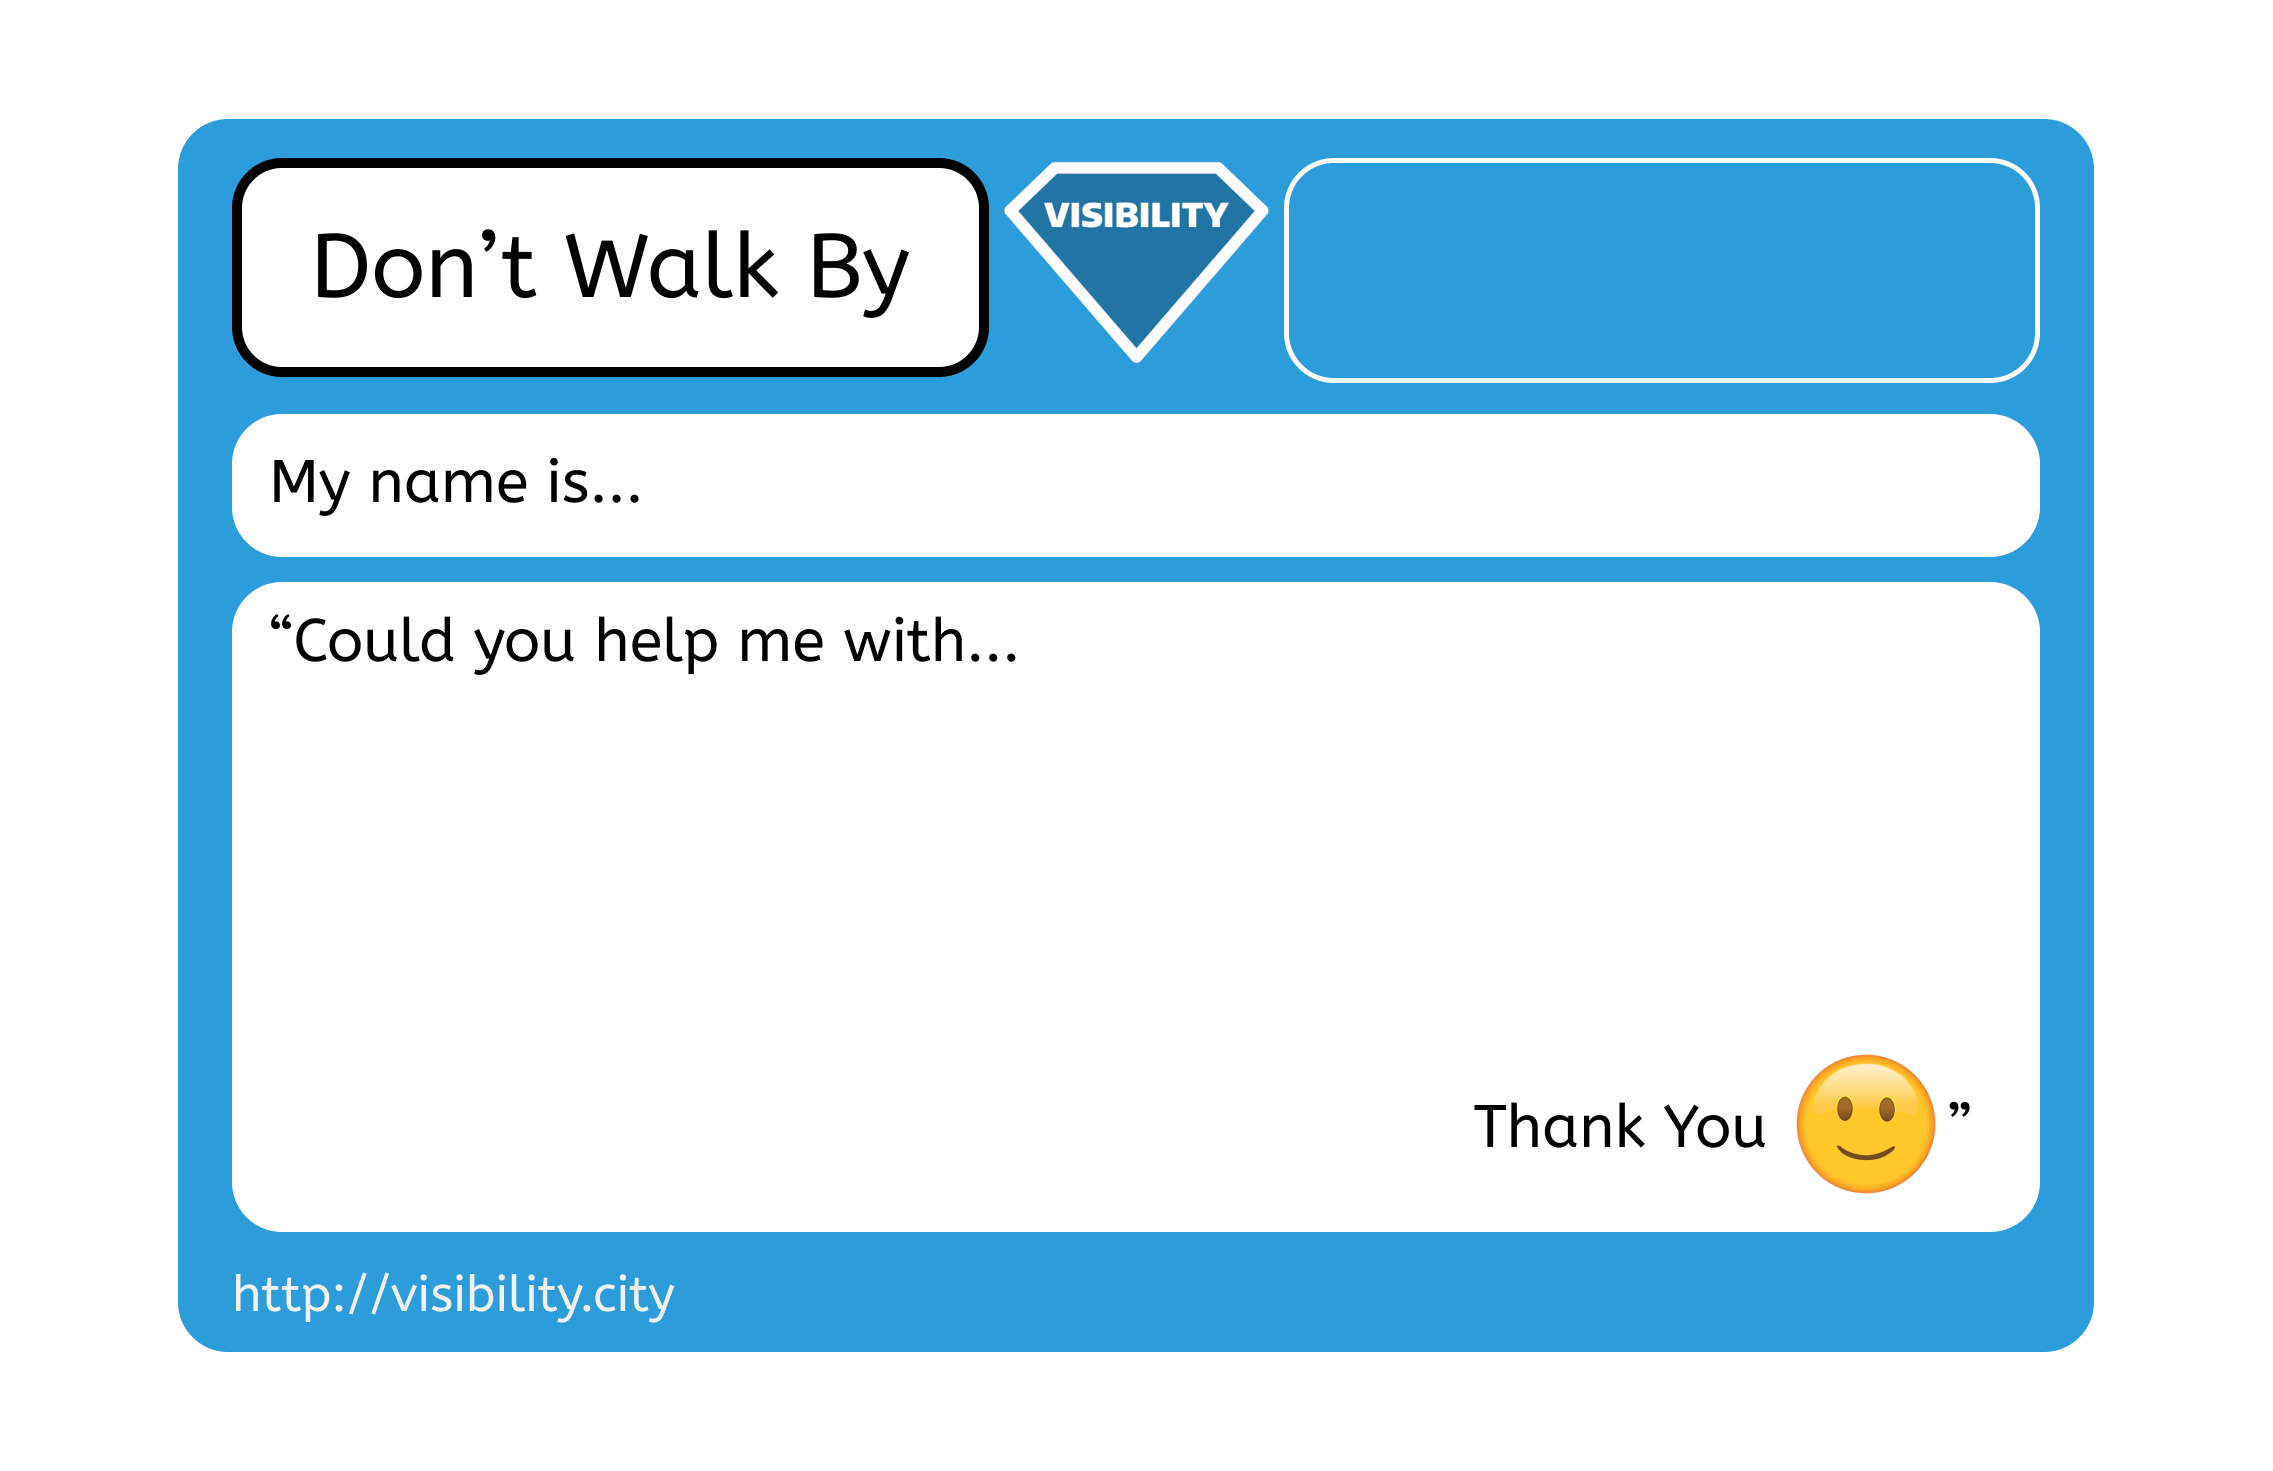 Don’t Walk By
VISIBILITY
My name is...
“Could you help me with...
Thank You 🙂”
http://visibility.city